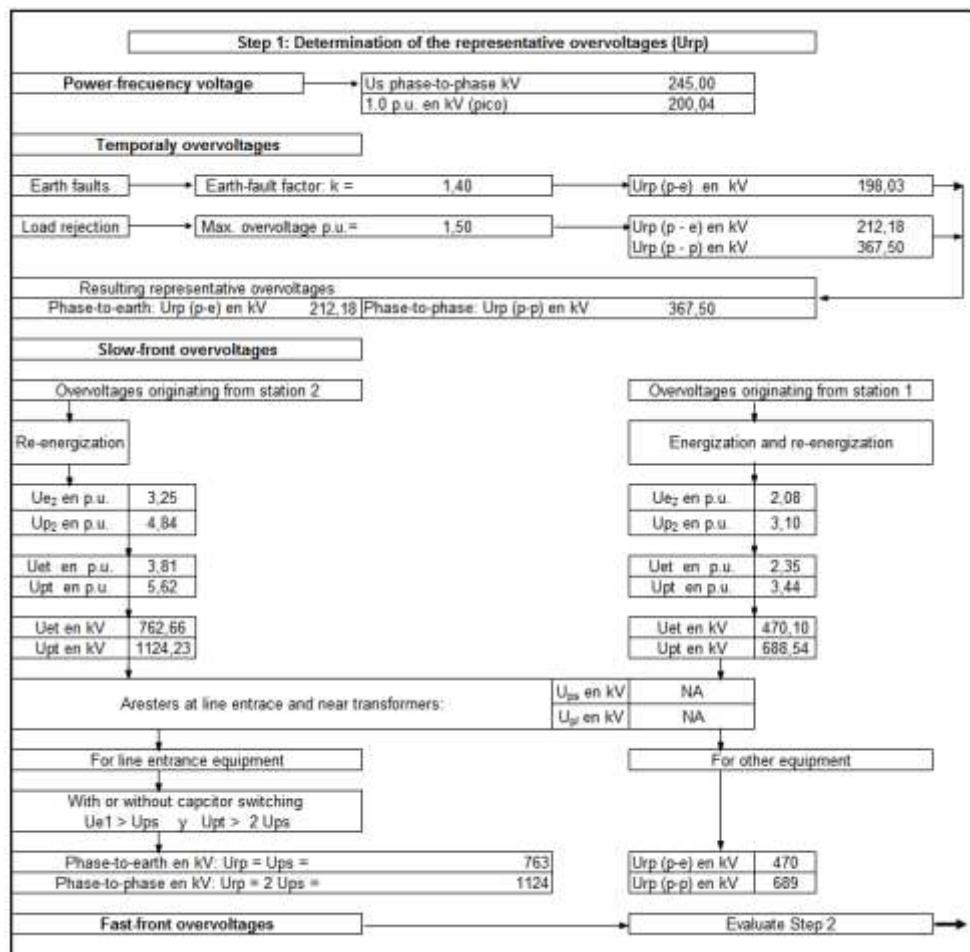 Step 1: Determination of the representative overvoltages (Urp)
Power-frecuency voltage
Us phase-to-phase kV 245,00
1.0 p.u. en kV (pico) 200,04
Temporaly overvoltages
Earth faults
Earth-fault factor: k = 1,40
Urp (p-e) en kV 198,03
Load rejection
Max. overvoltage p.u.= 1,50
Urp (p - e) en kV 212,18
Urp (p - p) en kV 367,50
Resulting representative overvoltages
Phase-to-earth: Urp (p-e) en kV 212,18 Phase-to-phase: Urp (p-p) en kV 367,50
Slow-front overvoltages
Overvoltages originating from station 2
Overvoltages originating from station 1
Re-energization
Energization and re-energization
Ue₂ en p.u. 3,25
Up₂ en p.u. 4,84
Ue₂ en p.u. 2,08
Up₂ en p.u. 3,10
Uet en p.u. 3,81
Upt en p.u. 5,62
Uet en p.u. 2,35
Upt en p.u. 3,44
Uet en kV 762,66
Upt en kV 1124,23
Uet en kV 470,10
Upt en kV 688,54
Aresters at line entrace and near transformers:
Ups en kV NA
Upl en kV NA
For line entrance equipment
For other equipment
With or without capcitor switching
Ue1 > Ups y Upt > 2 Ups
Phase-to-earth en kV: Urp = Ups = 763
Phase-to-phase en kV: Urp = 2 Ups = 1124
Urp (p-e) en kV 470
Urp (p-p) en kV 689
Fast-front overvoltages
Evaluate Step 2